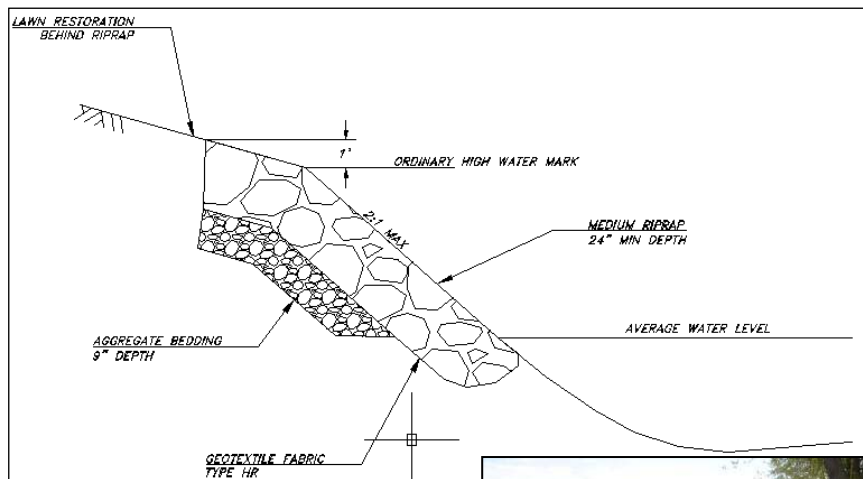 LAWN RESTORATION
BEHIND RIPRAP
1'
ORDINARY HIGH WATER MARK
2:1 MAX
MEDIUM RIPRAP
24" MIN DEPTH
AVERAGE WATER LEVEL
AGGREGATE BEDDING
9" DEPTH
GEOTEXTILE FABRIC
TYPE HR